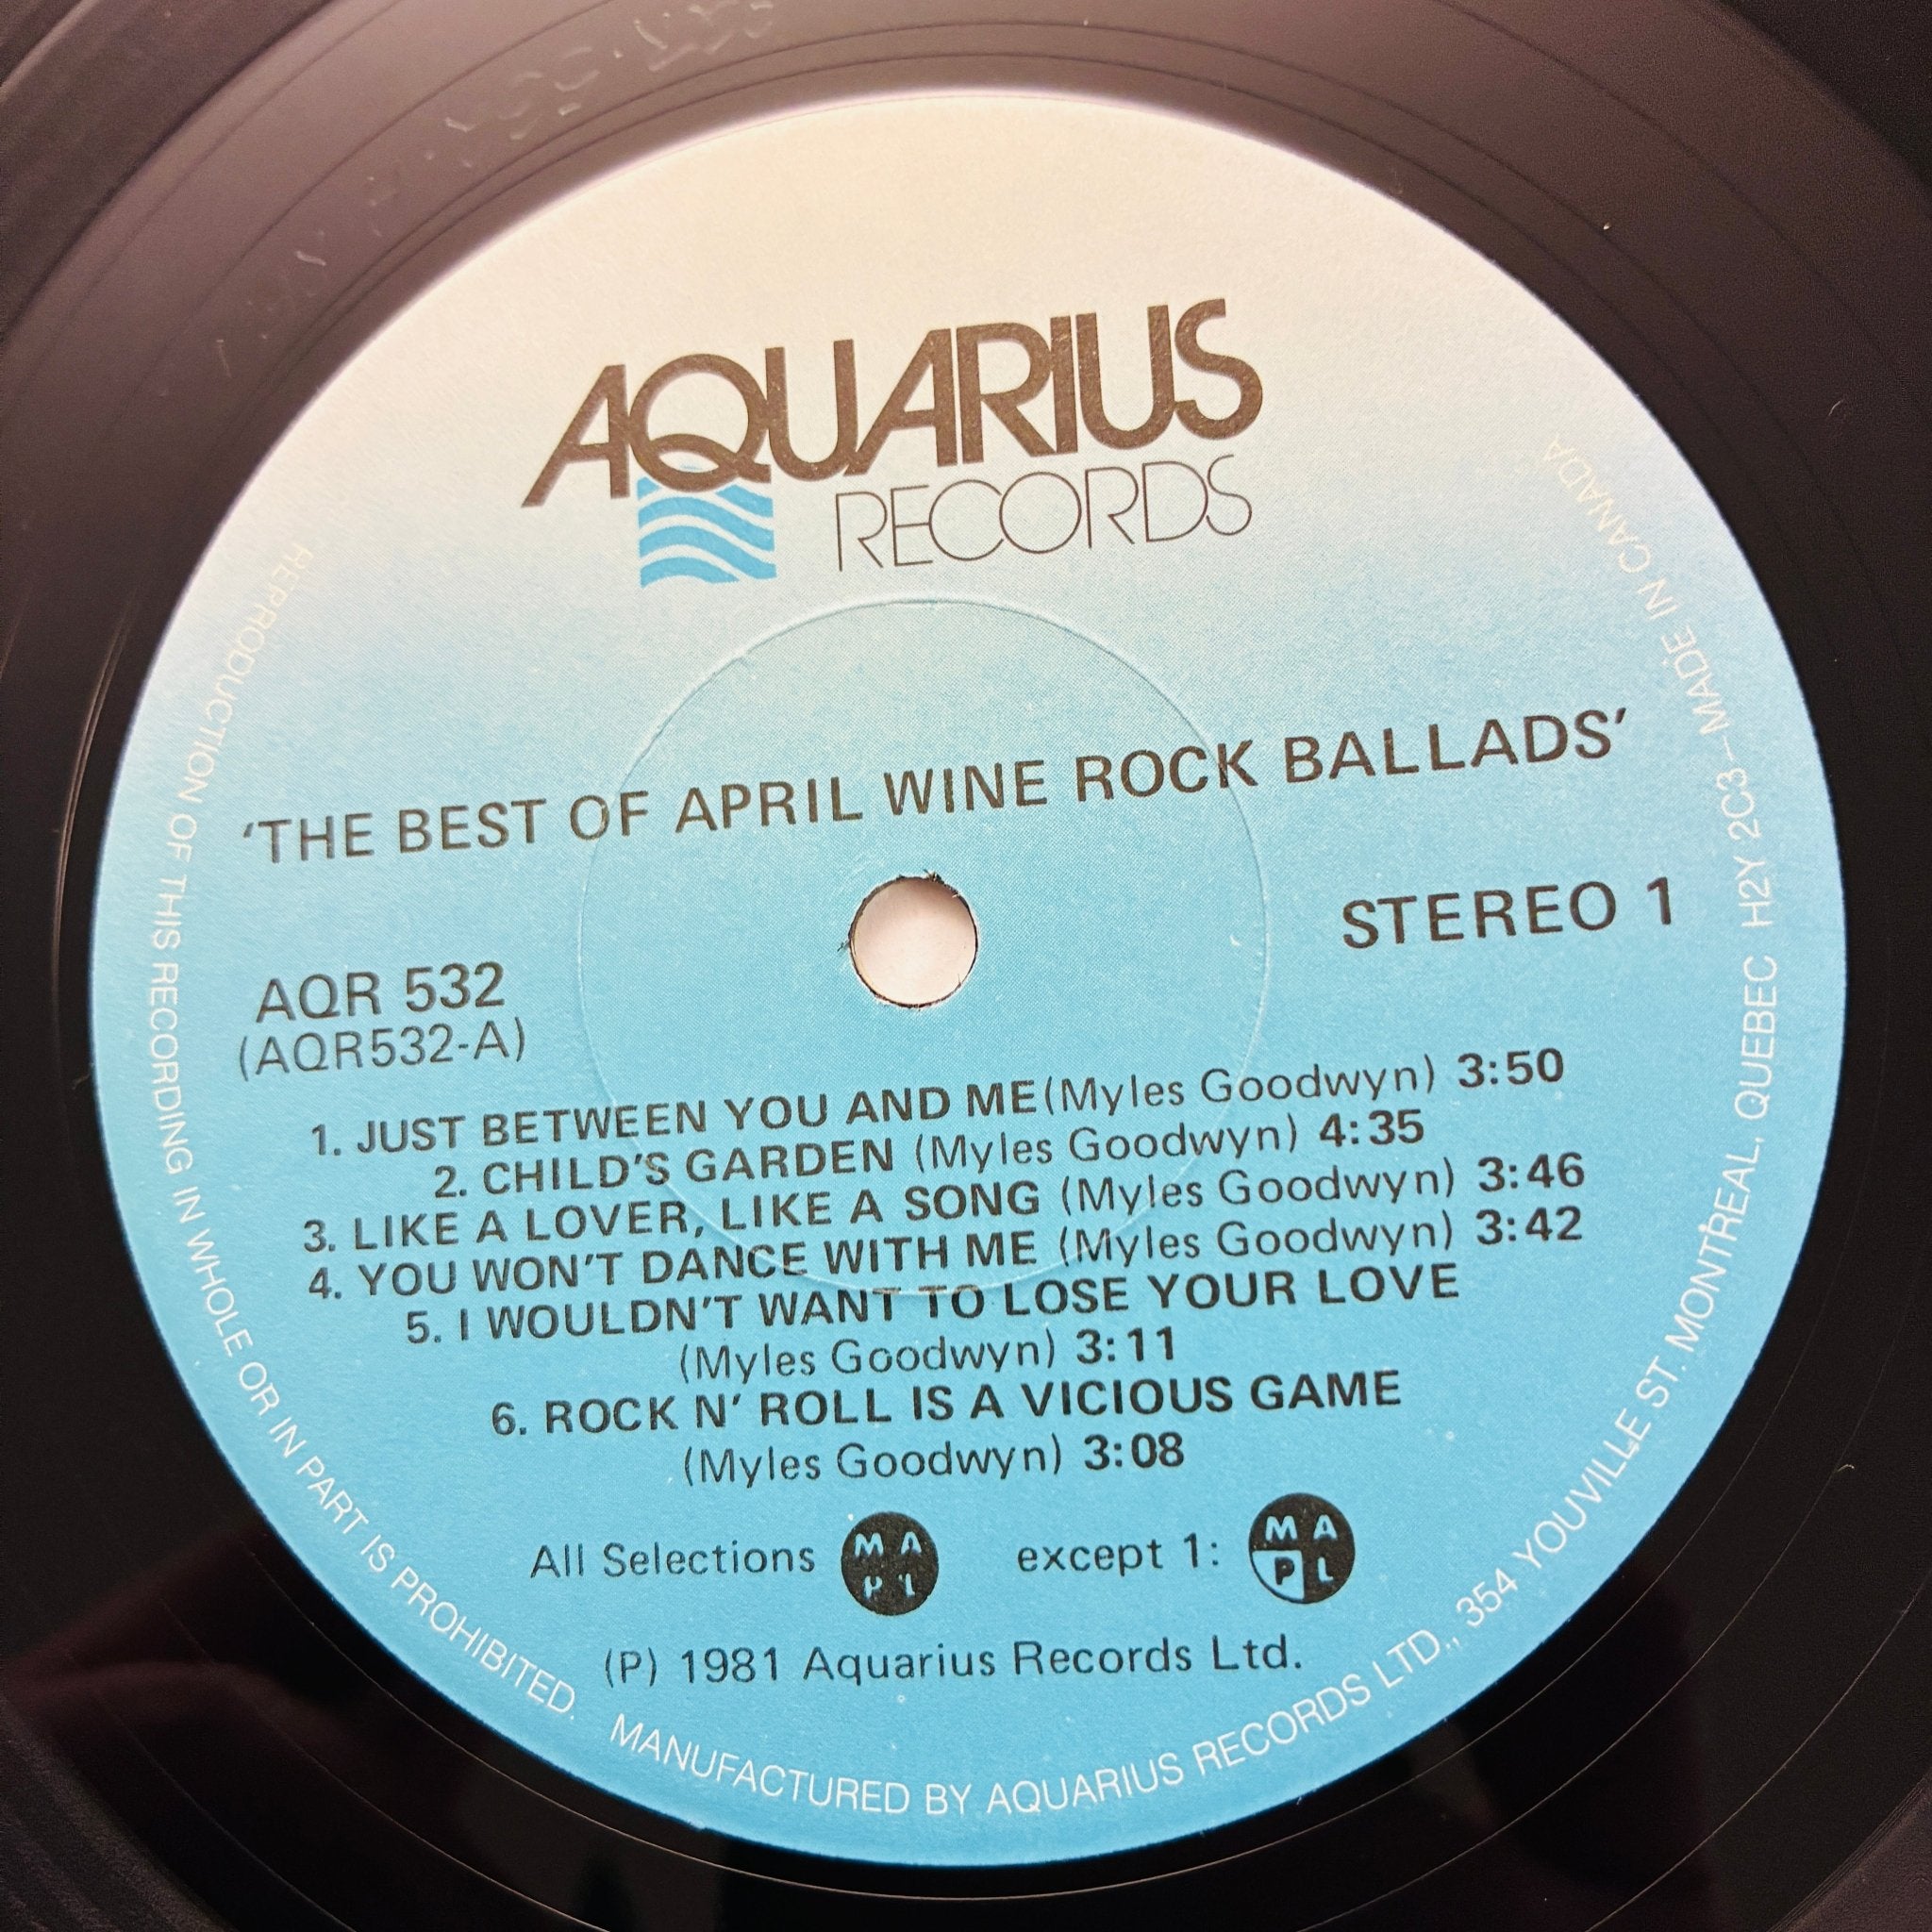 AQUARIUS
RECORDS
'THE BEST OF APRIL WINE ROCK BALLADS'
STEREO 1
AQR 532
(AQR532-A)
1. JUST BETWEEN YOU AND ME(Myles Goodwyn) 3:50
2. CHILD'S GARDEN (Myles Goodwyn) 4:35
3. LIKE A LOVER, LIKE A SONG (Myles Goodwyn) 3:46
4. YOU WON'T DANCE WITH ME (Myles Goodwyn) 3:42
5. I WOULDN'T WANT TO LOSE YOUR LOVE
(Myles Goodwyn) 3:11
6. ROCK N' ROLL IS A VICIOUS GAME
(Myles Goodwyn) 3:08
All Selections MAPL except 1: MAPL
(P) 1981 Aquarius Records Ltd.
REPRODUCTION OF THIS RECORDING IN WHOLE OR IN PART IS PROHIBITED. MANUFACTURED BY AQUARIUS RECORDS LTD., 354 YOUVILLE ST. MONTREAL, QUEBEC H2Y 2C3 – MADE IN CANADA